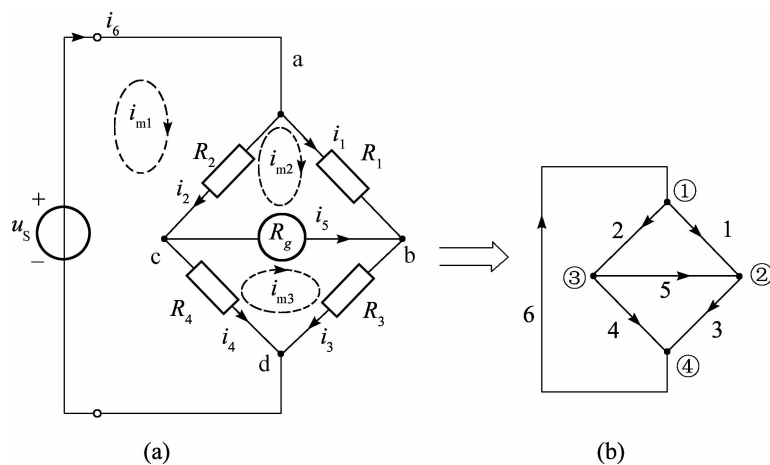 i6
a
im1
R2
im2
i1
R1
i2
+
uS
−
c
Rg
i5
b
R4
im3
R3
i4
i3
d
(a)
①
2
1
③
5
②
6
4
3
④
(b)